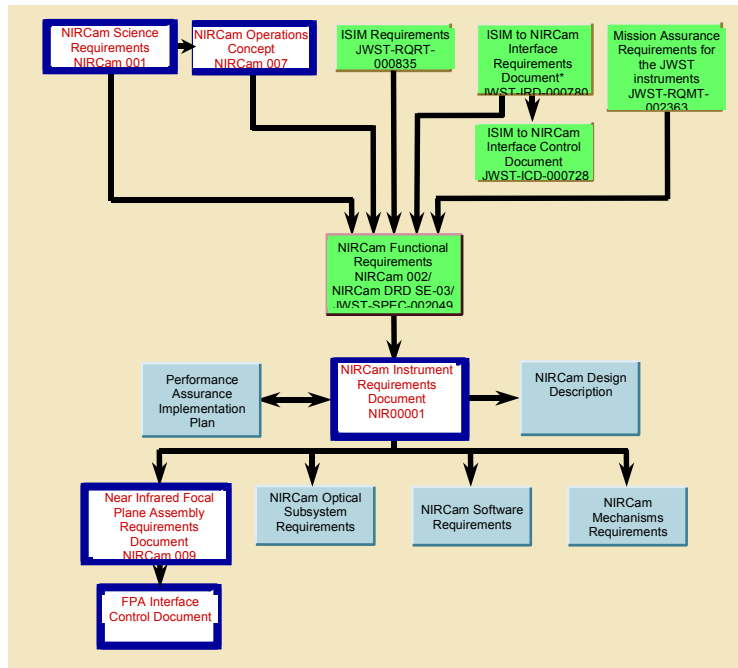 NIRCam Science
Requirements
NIRCam 001
NIRCam Operations
Concept
NIRCam 007
ISIM Requirements
JWST-RQRT-
000835
ISIM to NIRCam
Interface
Requirements
Document*
JWST-IRD-000780
Mission Assurance
Requirements for
the JWST
instruments
JWST-RQMT-
002363
ISIM to NIRCam
Interface Control
Document
JWST-ICD-000728
NIRCam Functional
Requirements
NIRCam 002/
NIRCam DRD SE-03/
JWST-SPEC-002049
Performance
Assurance
Implementation
Plan
NIRCam Instrument
Requirements
Document
NIR00001
NIRCam Design
Description
Near Infrared Focal
Plane Assembly
Requirements
Document
NIRCam 009
NIRCam Optical
Subsystem
Requirements
NIRCam Software
Requirements
NIRCam
Mechanisms
Requirements
FPA Interface
Control Document